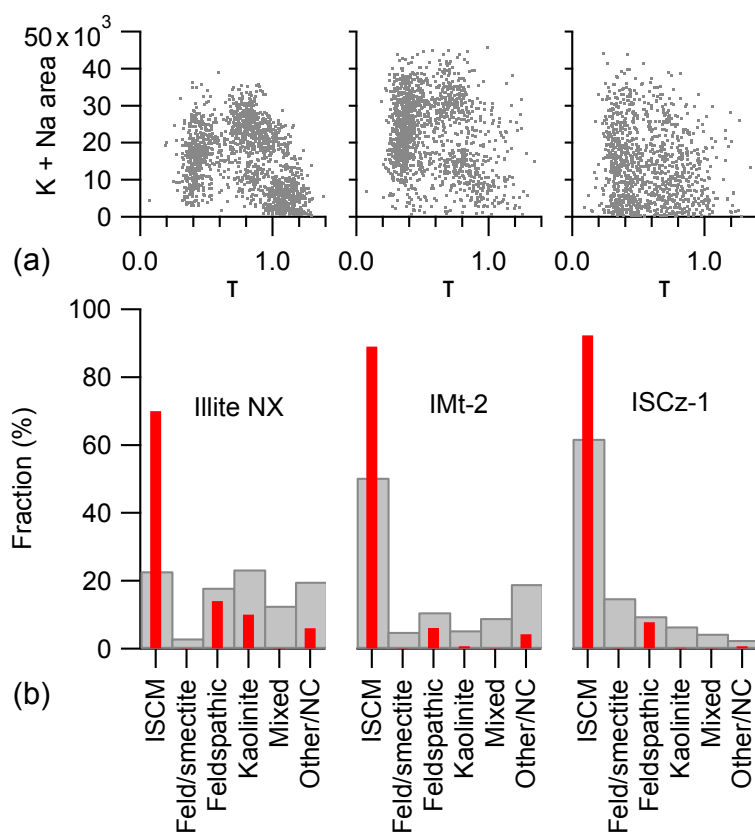 50x10³
40
30
20
10
0
K + Na area
(a)
0.0 1.0 0.0 1.0 0.0 1.0
T T T
100
80
60
40
20
0
Fraction (%)
Illite NX IMt-2 ISCz-1
(b)
ISCM Feld/smectite Feldspathic Kaolinite Mixed Other/NC ISCM Feld/smectite Feldspathic Kaolinite Mixed Other/NC ISCM Feld/smectite Feldspathic Kaolinite Mixed Other/NC